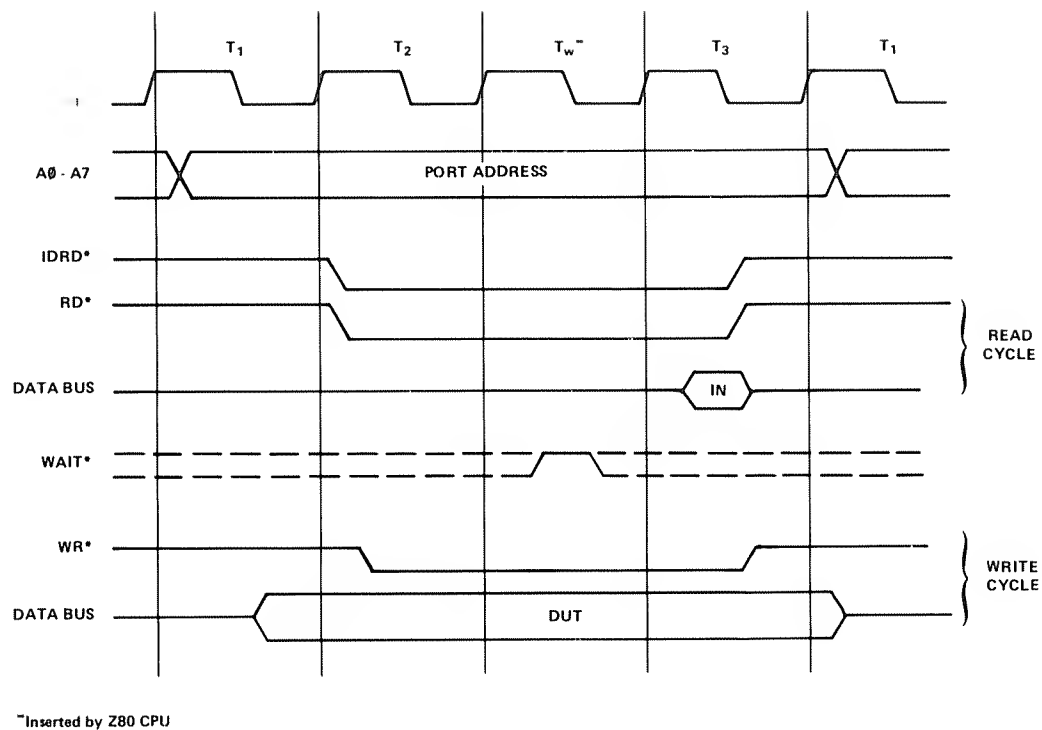 T1 T2 Tw⁻ T3 T1
A0 - A7
PORT ADDRESS
IDRD*
RD*
READ
CYCLE
DATA BUS
IN
WAIT*
WR*
WRITE
CYCLE
DATA BUS
DUT
⁻Inserted by Z80 CPU